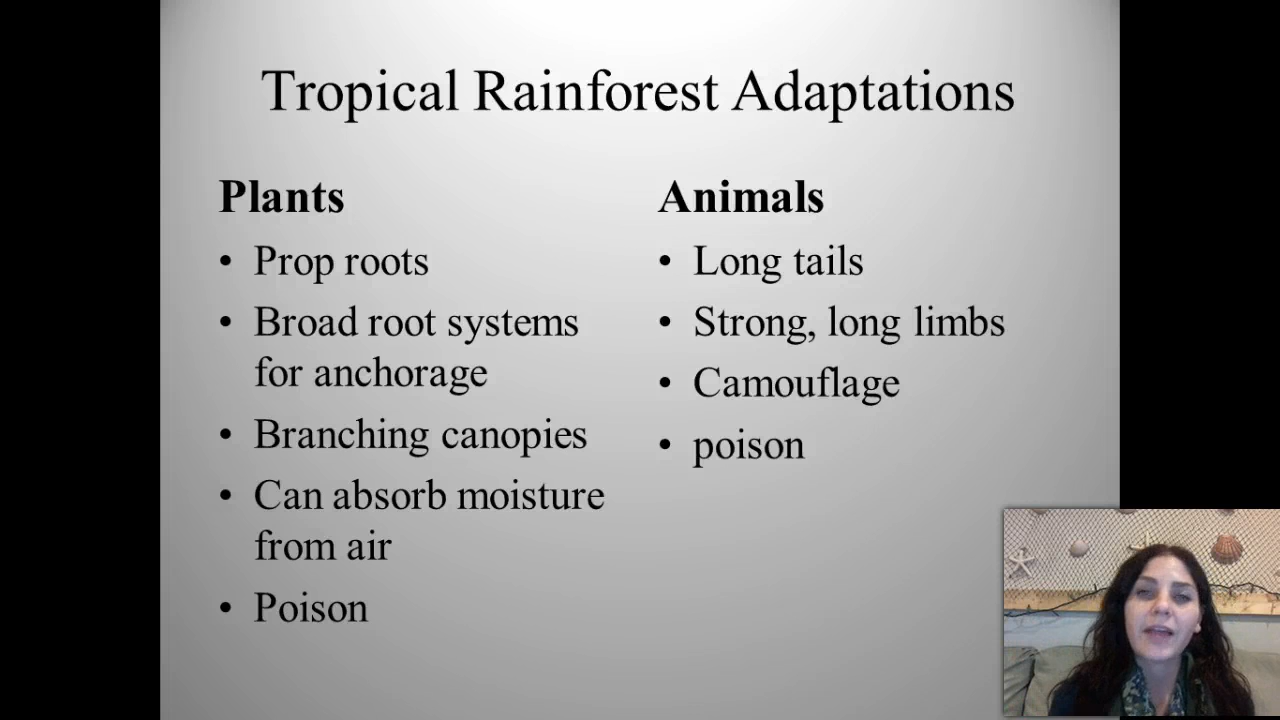 Tropical Rainforest Adaptations
Plants
• Prop roots
• Broad root systems
for anchorage
• Branching canopies
• Can absorb moisture
from air
• Poison
Animals
• Long tails
• Strong, long limbs
• Camouflage
• poison